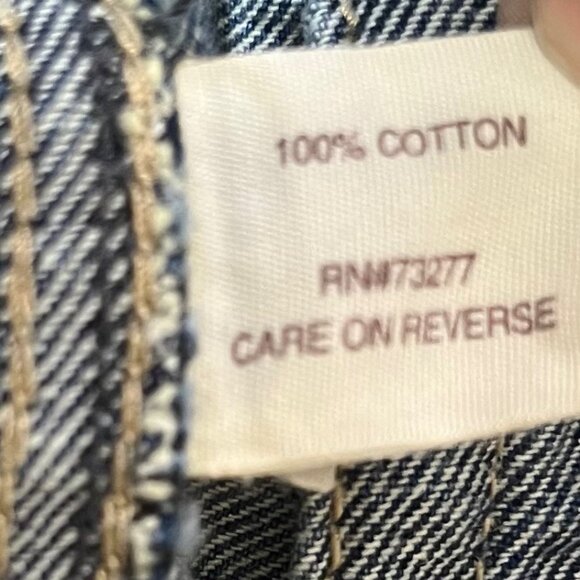 100% COTTON
RN#73277
CARE ON REVERSE